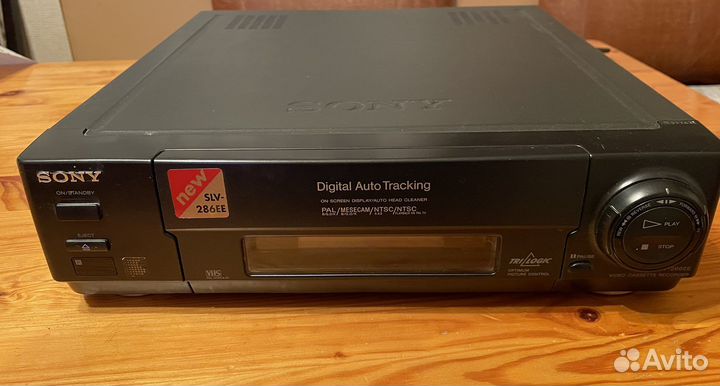 SONY
SONY
ON/STANDBY
new
SLV-
286EE
Digital Auto Tracking
ON SCREEN DISPLAY/AUTO HEAD CLEANER
PAL/MESECAM/NTSC/NTSC
EJECT
VHS
TRILOGIC
OPTIMUM
PICTURE CONTROL
PAUSE
REVERSE
PLAY
STOP
VIDEO CASSETTE RECORDER
Avito